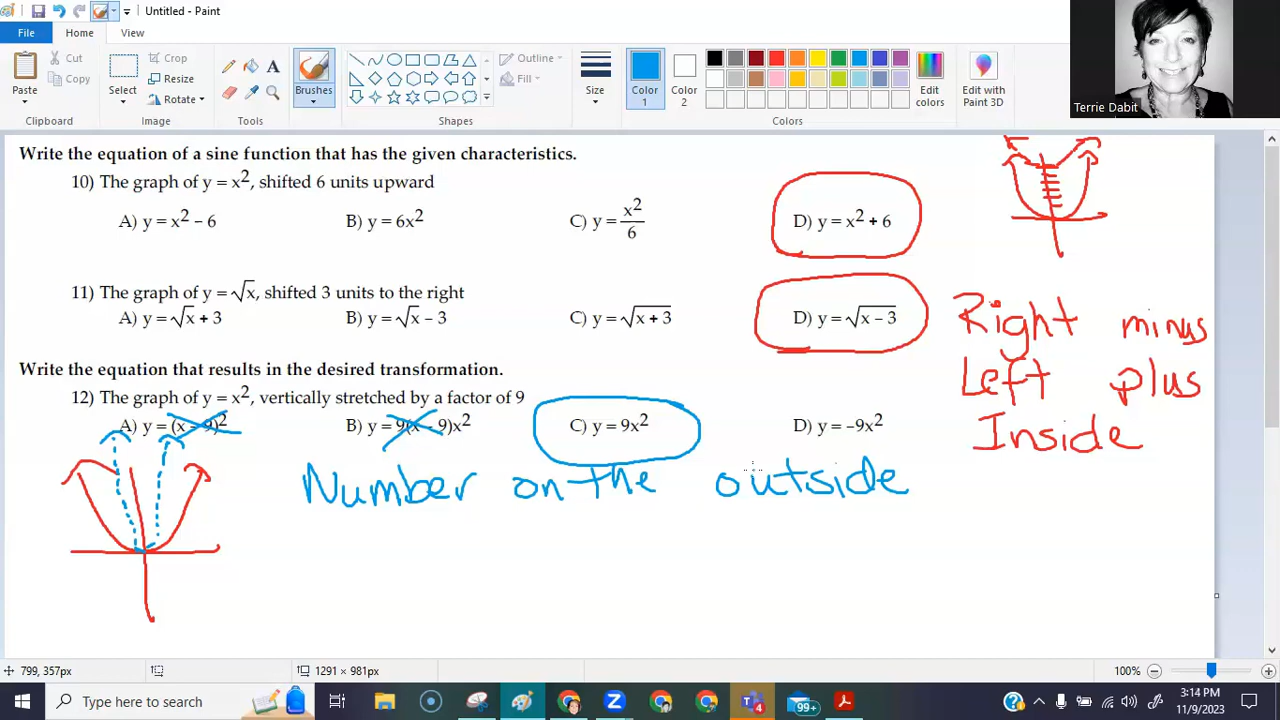 Untitled - Paint
File Home View
Paste
Cut
Copy
Clipboard
Select
Crop
Resize
Rotate
Image
A
Tools
Brushes
Outline
Fill
Shapes
Size
Color 1
Color 2
Edit colors
Edit with Paint 3D
Colors
Terrie Dabit
Write the equation of a sine function that has the given characteristics.
10) The graph of y = x², shifted 6 units upward
A) y = x² − 6 B) y = 6x² C) y = x²/6 D) y = x² + 6
11) The graph of y = √x, shifted 3 units to the right
A) y = √x + 3 B) y = √x − 3 C) y = √(x + 3) D) y = √(x − 3)
Right minus
Left plus
Inside
Write the equation that results in the desired transformation.
12) The graph of y = x², vertically stretched by a factor of 9
A) y = (x − 9)² B) y = 9(x − 9)x² C) y = 9x² D) y = −9x²
Number on the outside
799, 357px 1291 × 981px 100%
Type here to search
4
99+
3:14 PM
11/9/2023